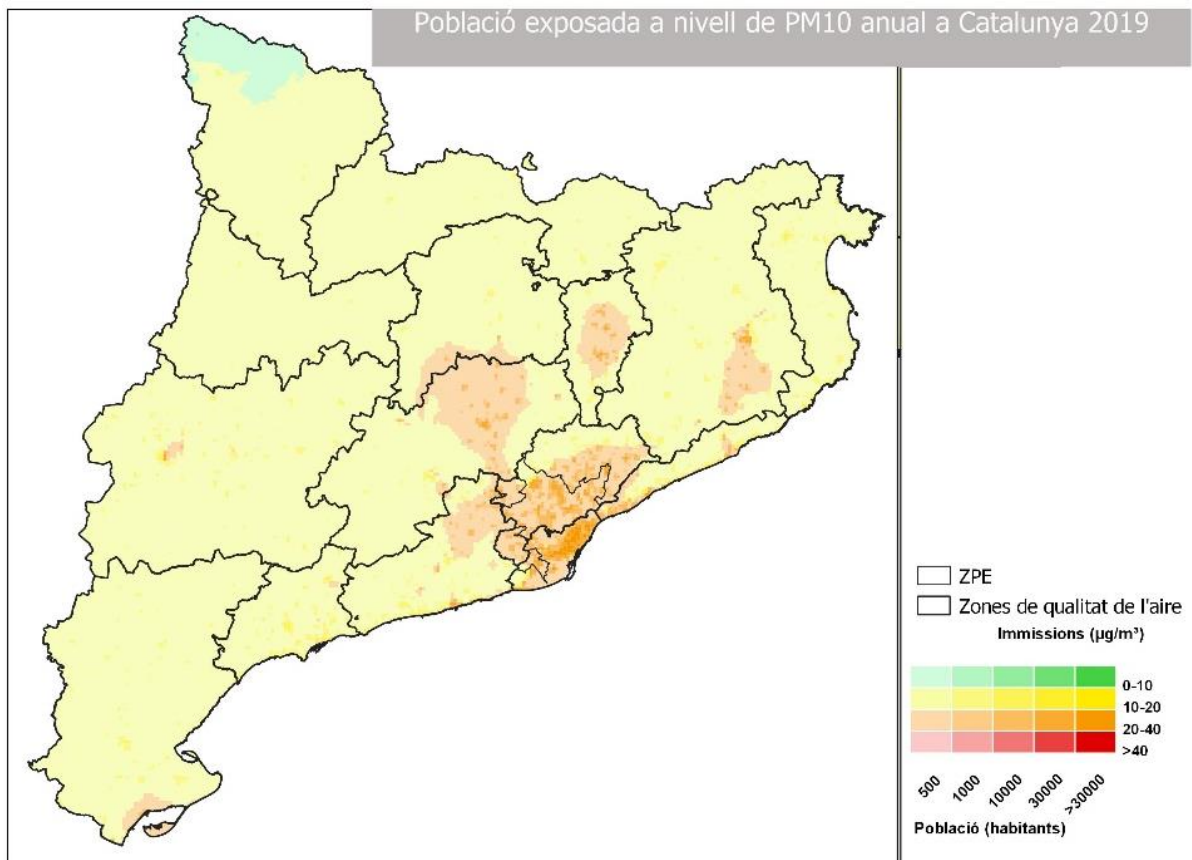 Població exposada a nivell de PM10 anual a Catalunya 2019
ZPE
Zones de qualitat de l'aire
Immissions (µg/m³)
0-10
10-20
20-40
>40
500 1000 10000 30000 >30000
Població (habitants)